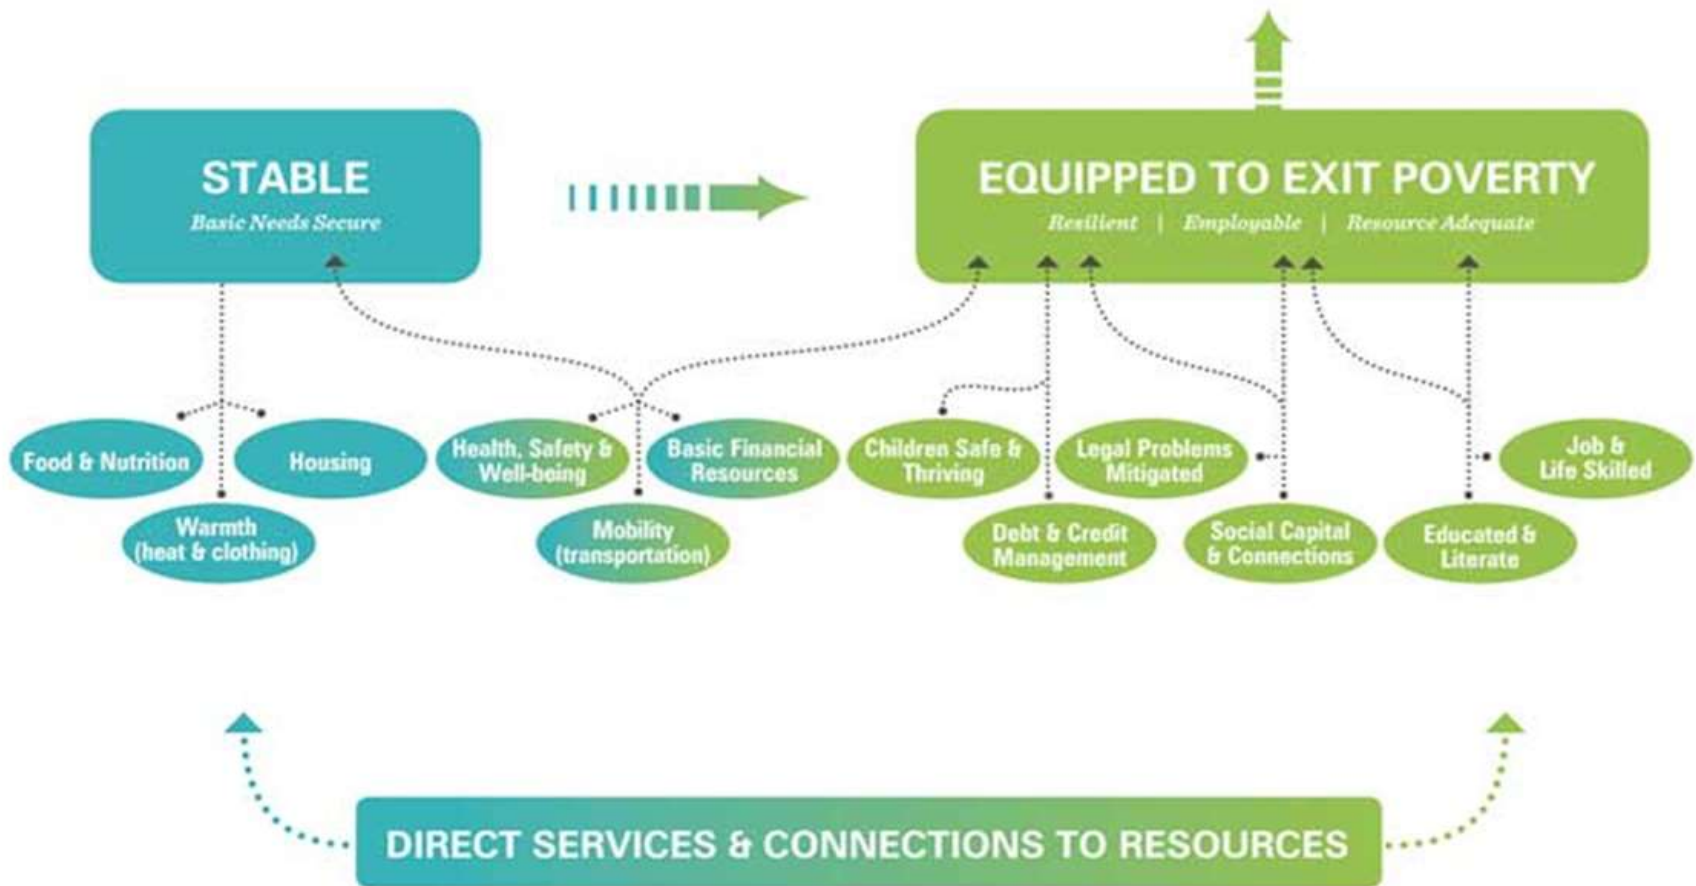 STABLE
Basic Needs Secure
EQUIPPED TO EXIT POVERTY
Resilient | Employable | Resource Adequate
Food & Nutrition
Housing
Warmth
(heat & clothing)
Health, Safety &
Well-being
Basic Financial
Resources
Mobility
(transportation)
Children Safe &
Thriving
Legal Problems
Mitigated
Debt & Credit
Management
Social Capital
& Connections
Educated &
Literate
Job &
Life Skilled
DIRECT SERVICES & CONNECTIONS TO RESOURCES